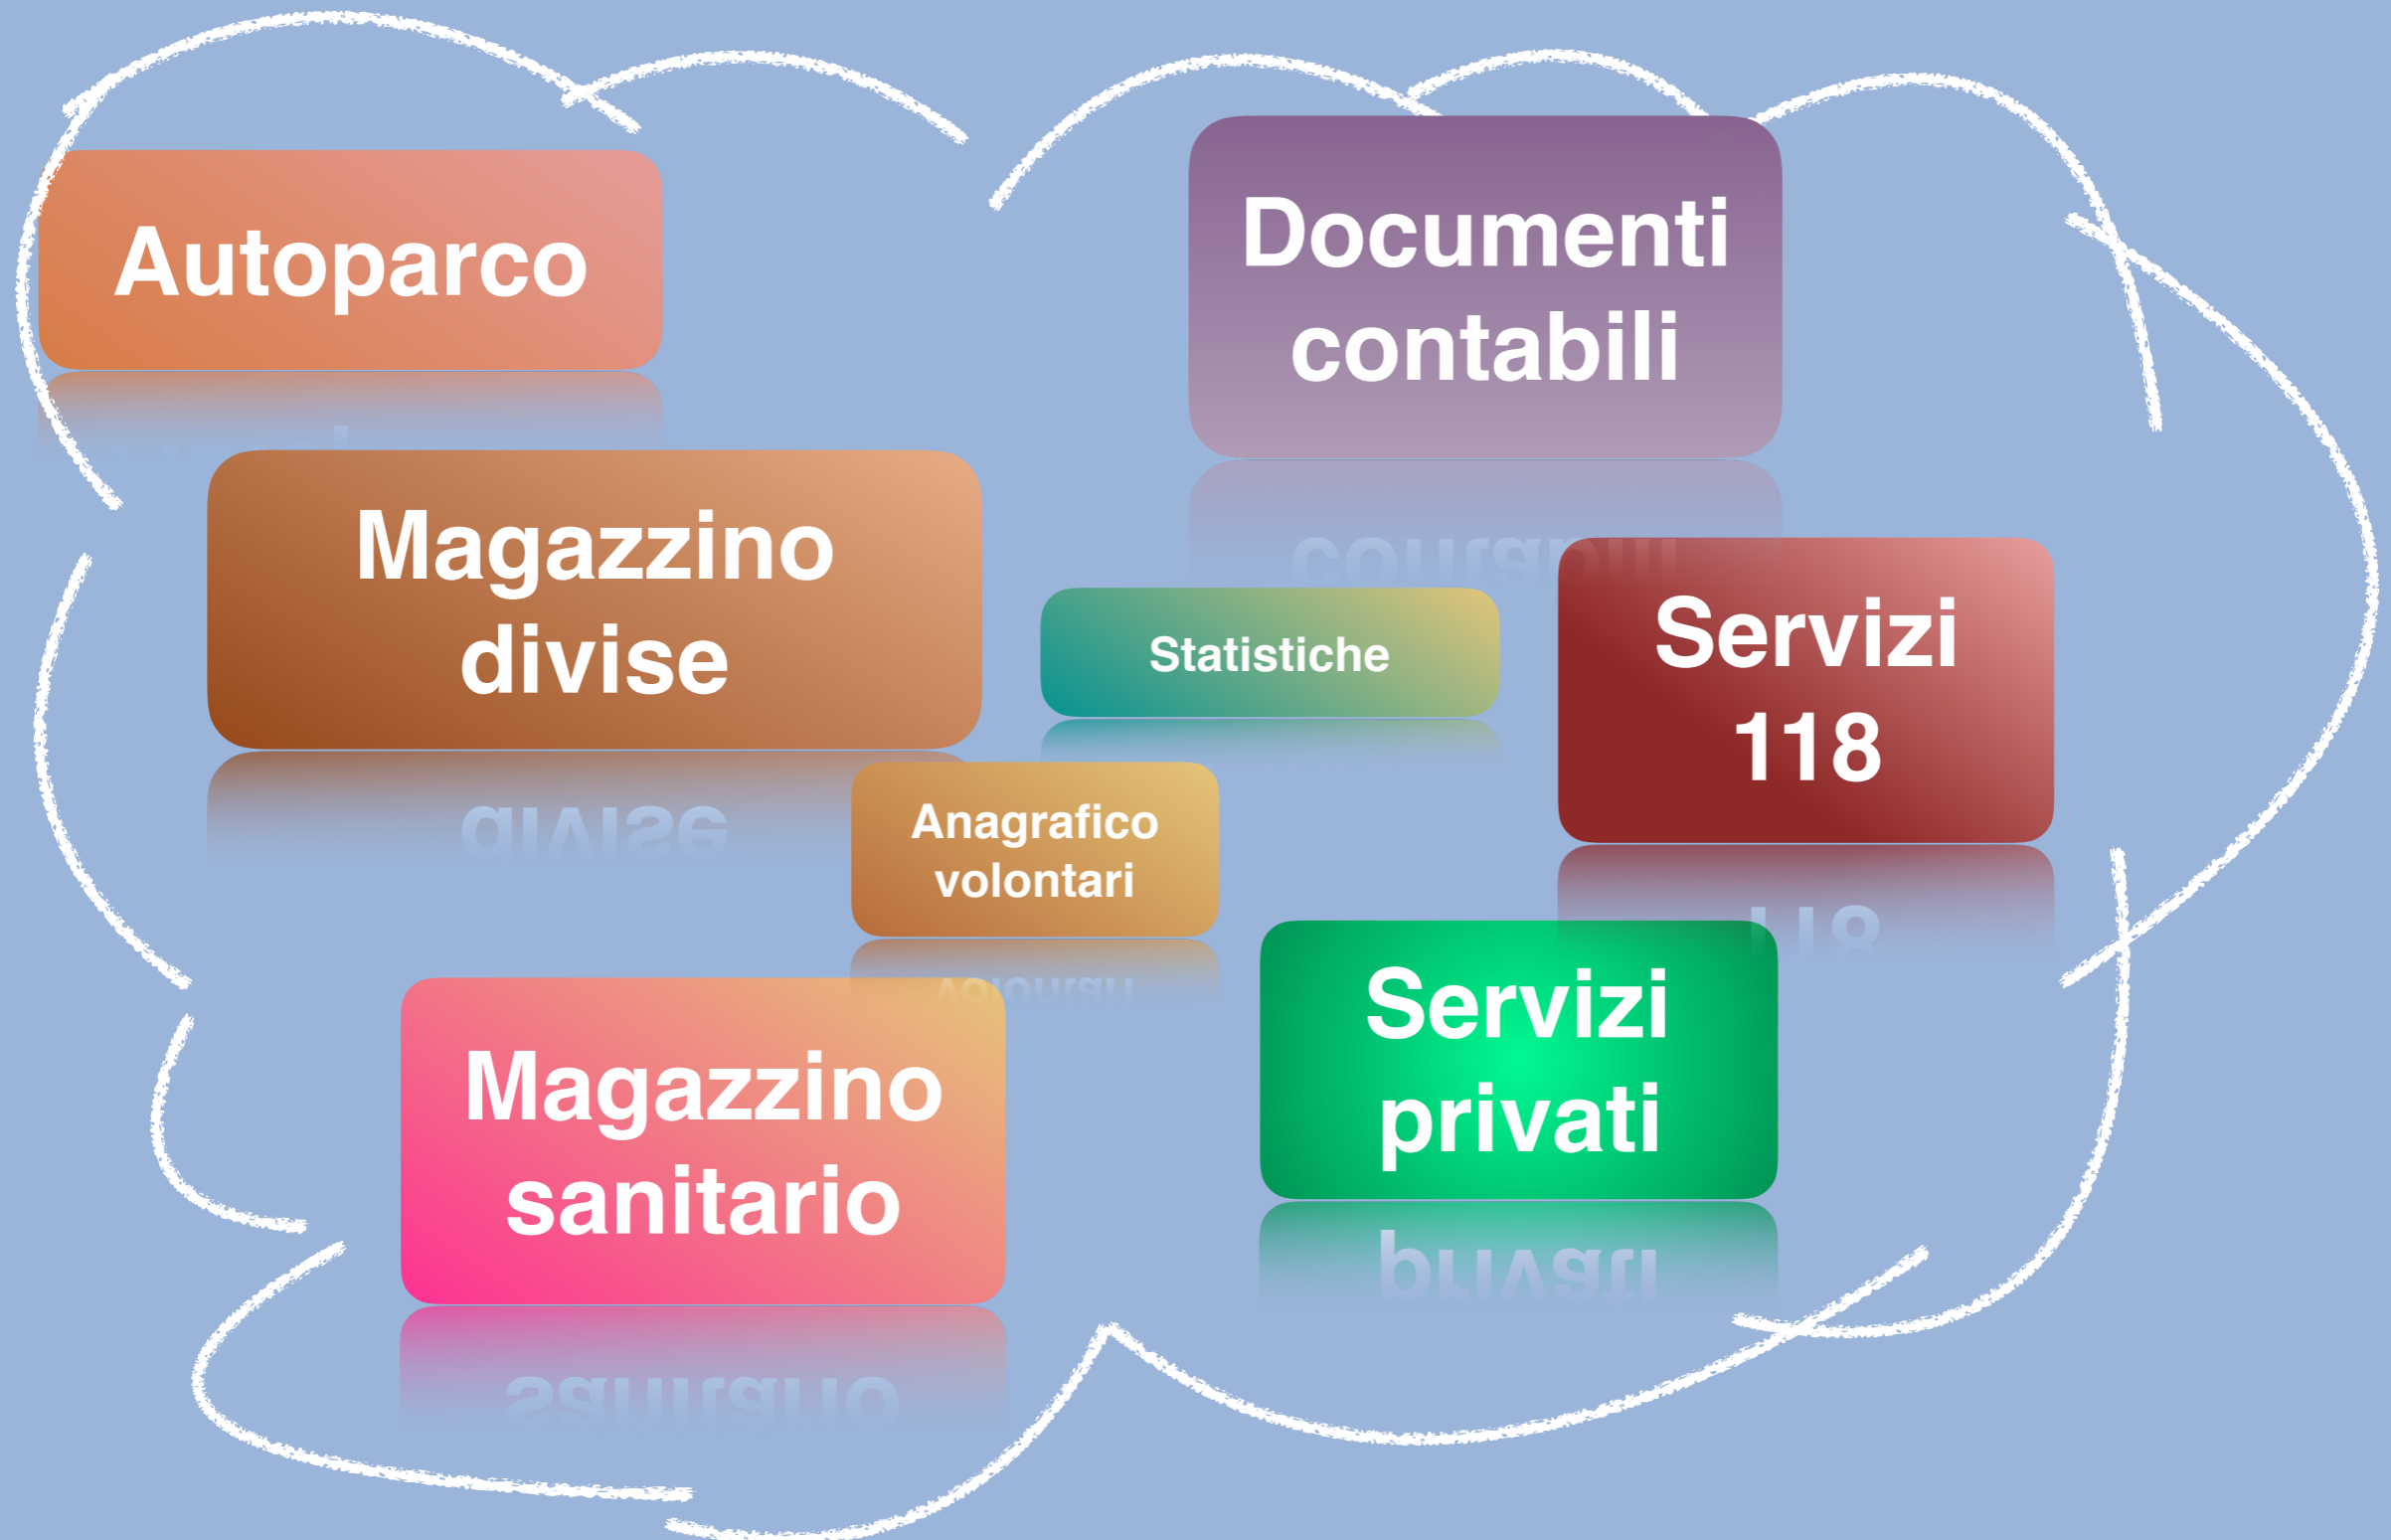 Autoparco
Documenti
contabili
Magazzino
divise
Statistiche
Servizi
118
Anagrafico
volontari
Magazzino
sanitario
Servizi
privati